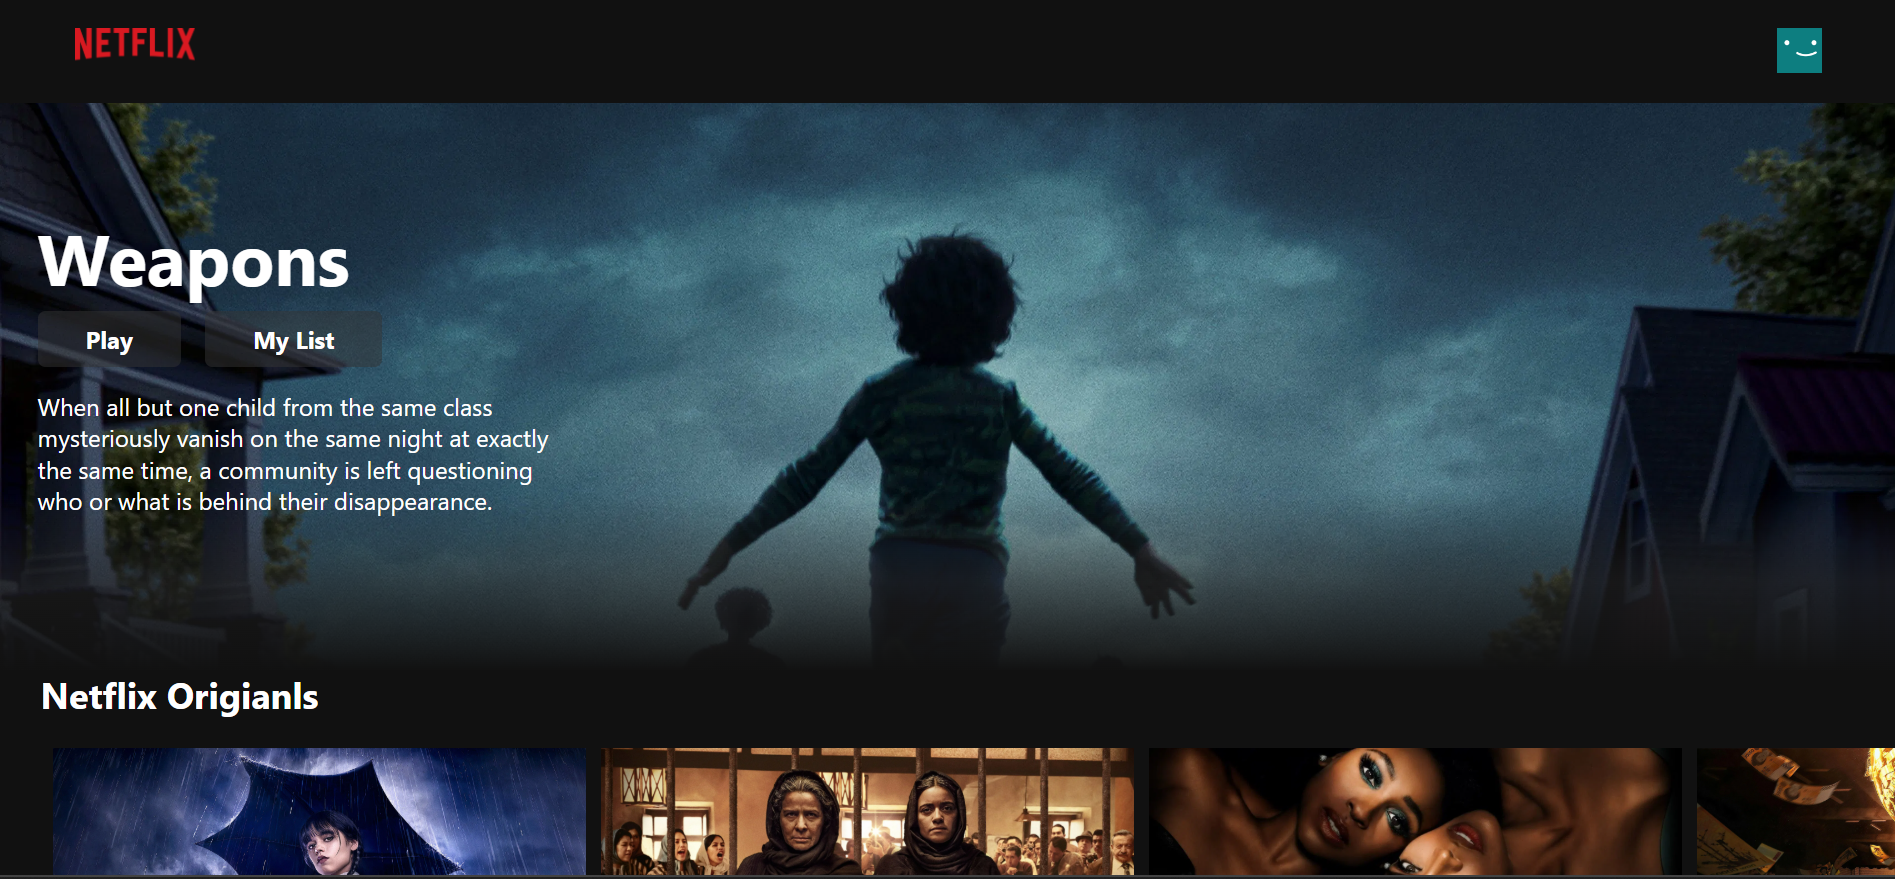 NETFLIX
Weapons
Play
My List
When all but one child from the same class
mysteriously vanish on the same night at exactly
the same time, a community is left questioning
who or what is behind their disappearance.
Netflix Origianls